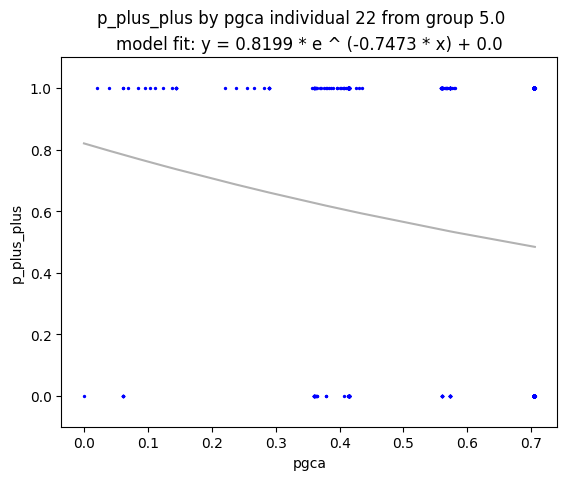 p_plus_plus by pgca individual 22 from group 5.0
model fit: y = 0.8199 * e ^ (-0.7473 * x) + 0.0
1.0
0.8
0.6
0.4
0.2
0.0
p_plus_plus
0.0 0.1 0.2 0.3 0.4 0.5 0.6 0.7
pgca